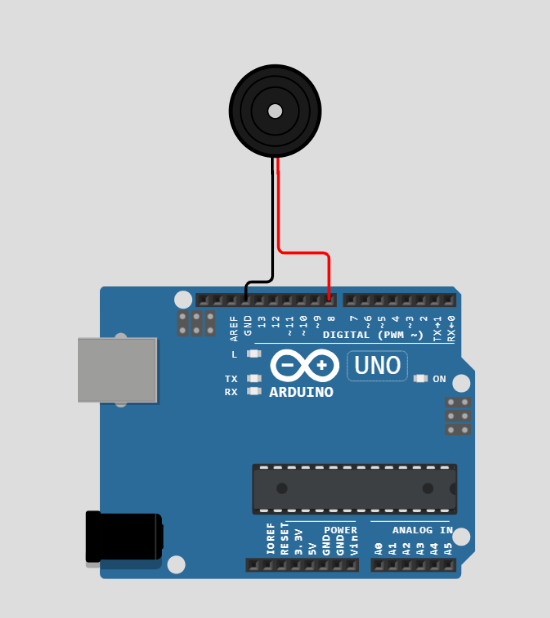 AREF
GND
13
12
~11
~10
~9
8
7
~6
~5
4
~3
2
TX→1
RX←0
DIGITAL (PWM ~)
L
TX
RX
UNO
ON
ARDUINO
IOREF
RESET
3.3V
5V
GND
GND
Vin
POWER
ANALOG IN
A0
A1
A2
A3
A4
A5